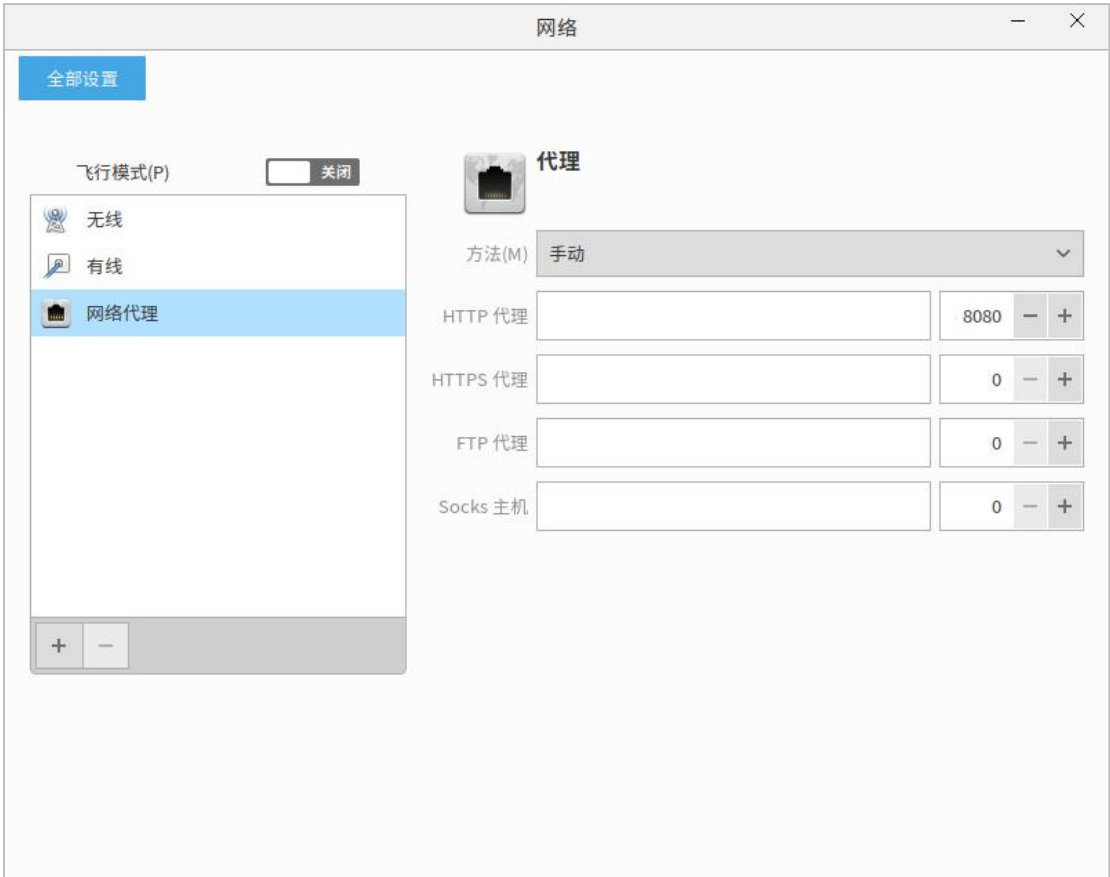 网络
全部设置
飞行模式(P) 关闭
无线
有线
网络代理
代理
方法(M) 手动
HTTP 代理 8080
HTTPS 代理 0
FTP 代理 0
Socks 主机 0